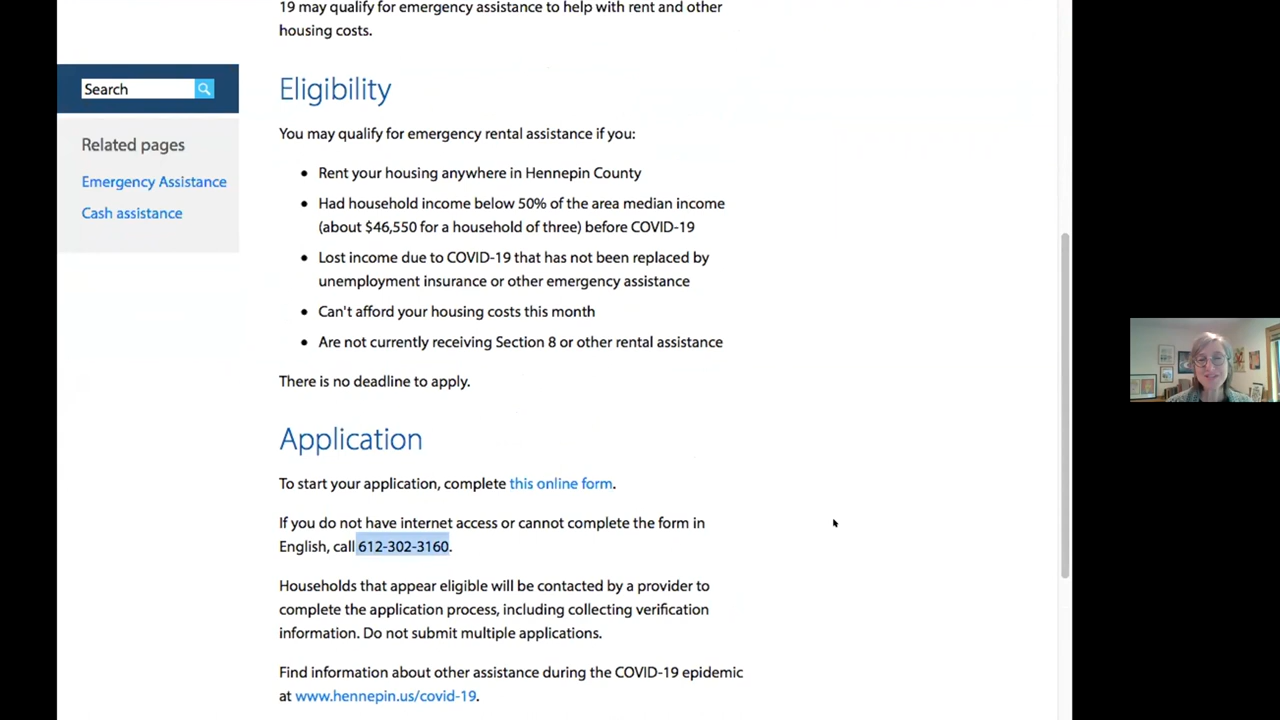 19 may qualify for emergency assistance to help with rent and other
housing costs.
Search
Related pages
Emergency Assistance
Cash assistance
Eligibility
You may qualify for emergency rental assistance if you:
• Rent your housing anywhere in Hennepin County
• Had household income below 50% of the area median income
(about $46,550 for a household of three) before COVID-19
• Lost income due to COVID-19 that has not been replaced by
unemployment insurance or other emergency assistance
• Can't afford your housing costs this month
• Are not currently receiving Section 8 or other rental assistance
There is no deadline to apply.
Application
To start your application, complete this online form.
If you do not have internet access or cannot complete the form in
English, call 612-302-3160.
Households that appear eligible will be contacted by a provider to
complete the application process, including collecting verification
information. Do not submit multiple applications.
Find information about other assistance during the COVID-19 epidemic
at www.hennepin.us/covid-19.